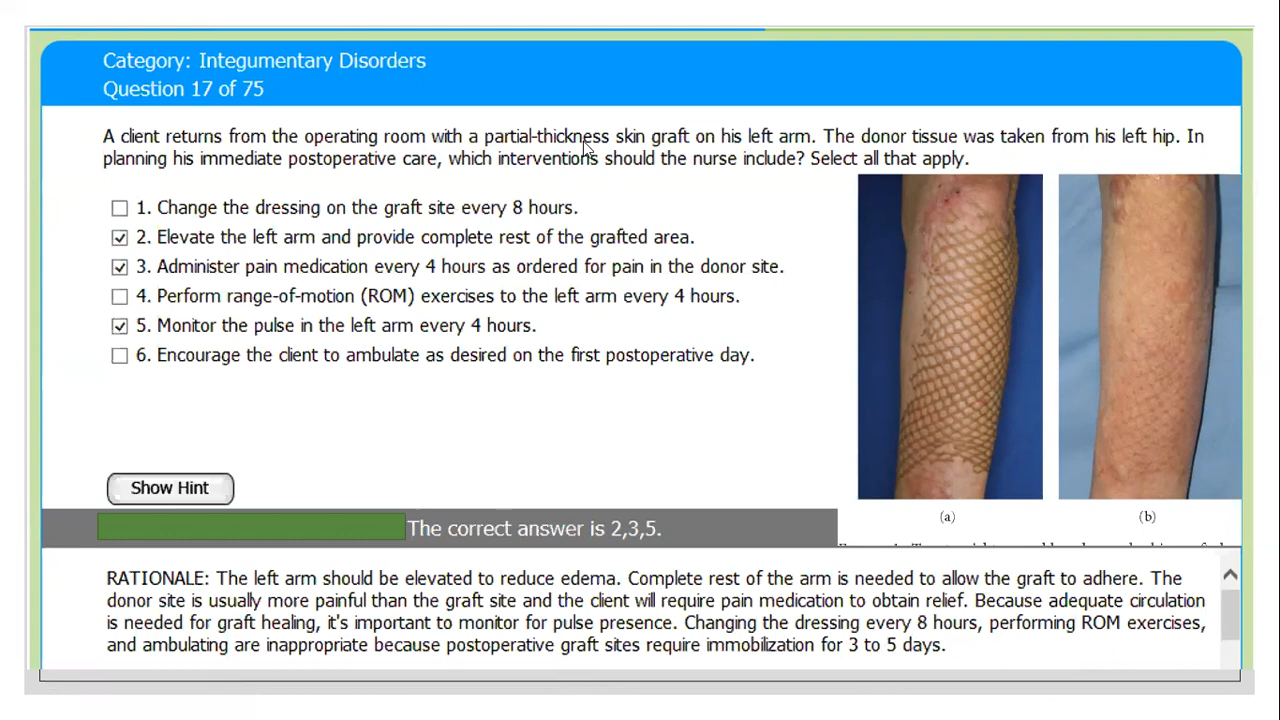 Category: Integumentary Disorders
Question 17 of 75
A client returns from the operating room with a partial-thickness skin graft on his left arm. The donor tissue was taken from his left hip. In
planning his immediate postoperative care, which interventions should the nurse include? Select all that apply.
1. Change the dressing on the graft site every 8 hours.
2. Elevate the left arm and provide complete rest of the grafted area.
3. Administer pain medication every 4 hours as ordered for pain in the donor site.
4. Perform range-of-motion (ROM) exercises to the left arm every 4 hours.
5. Monitor the pulse in the left arm every 4 hours.
6. Encourage the client to ambulate as desired on the first postoperative day.
(a)
(b)
Show Hint
The correct answer is 2,3,5.
RATIONALE: The left arm should be elevated to reduce edema. Complete rest of the arm is needed to allow the graft to adhere. The
donor site is usually more painful than the graft site and the client will require pain medication to obtain relief. Because adequate circulation
is needed for graft healing, it's important to monitor for pulse presence. Changing the dressing every 8 hours, performing ROM exercises,
and ambulating are inappropriate because postoperative graft sites require immobilization for 3 to 5 days.